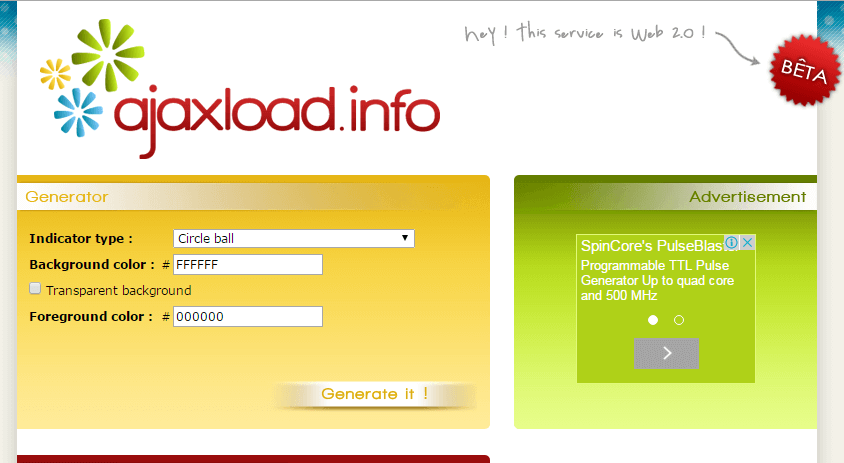 hey ! this service is Web 2.0 !
BÊTA
ajaxload.info
Generator
Indicator type : Circle ball
Background color : # FFFFFF
Transparent background
Foreground color : # 000000
Generate it !
Advertisement
SpinCore's PulseBlaster
Programmable TTL Pulse
Generator Up to quad core
and 500 MHz